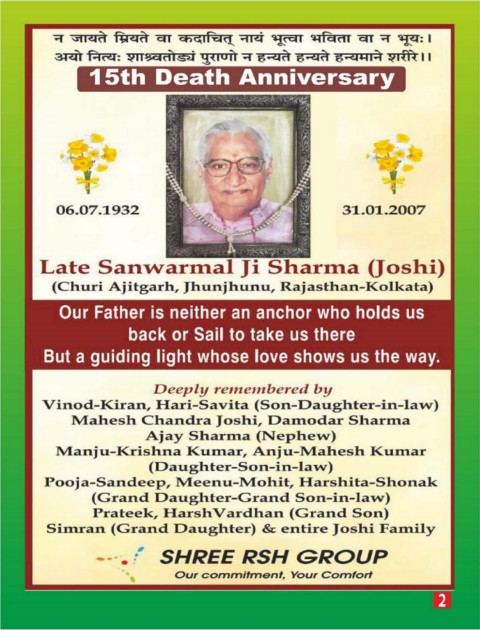 न जायते म्रियते वा कदाचित् नायं भूत्वा भविता वा न भूयः।
अयो नित्यः शाश्र्वतोड्यं पुराणो न हन्यते हन्यते हन्यमाने शरीरे।।
15th Death Anniversary
06.07.1932
31.01.2007
Late Sanwarmal Ji Sharma (Joshi)
(Churi Ajitgarh, Jhunjhunu, Rajasthan-Kolkata)
Our Father is neither an anchor who holds us
back or Sail to take us there
But a guiding light whose love shows us the way.
Deeply remembered by
Vinod-Kiran, Hari-Savita (Son-Daughter-in-law)
Mahesh Chandra Joshi, Damodar Sharma
Ajay Sharma (Nephew)
Manju-Krishna Kumar, Anju-Mahesh Kumar
(Daughter-Son-in-law)
Pooja-Sandeep, Meenu-Mohit, Harshita-Shonak
(Grand Daughter-Grand Son-in-law)
Prateek, HarshVardhan (Grand Son)
Simran (Grand Daughter) & entire Joshi Family
SHREE RSH GROUP
Our commitment, Your Comfort
2